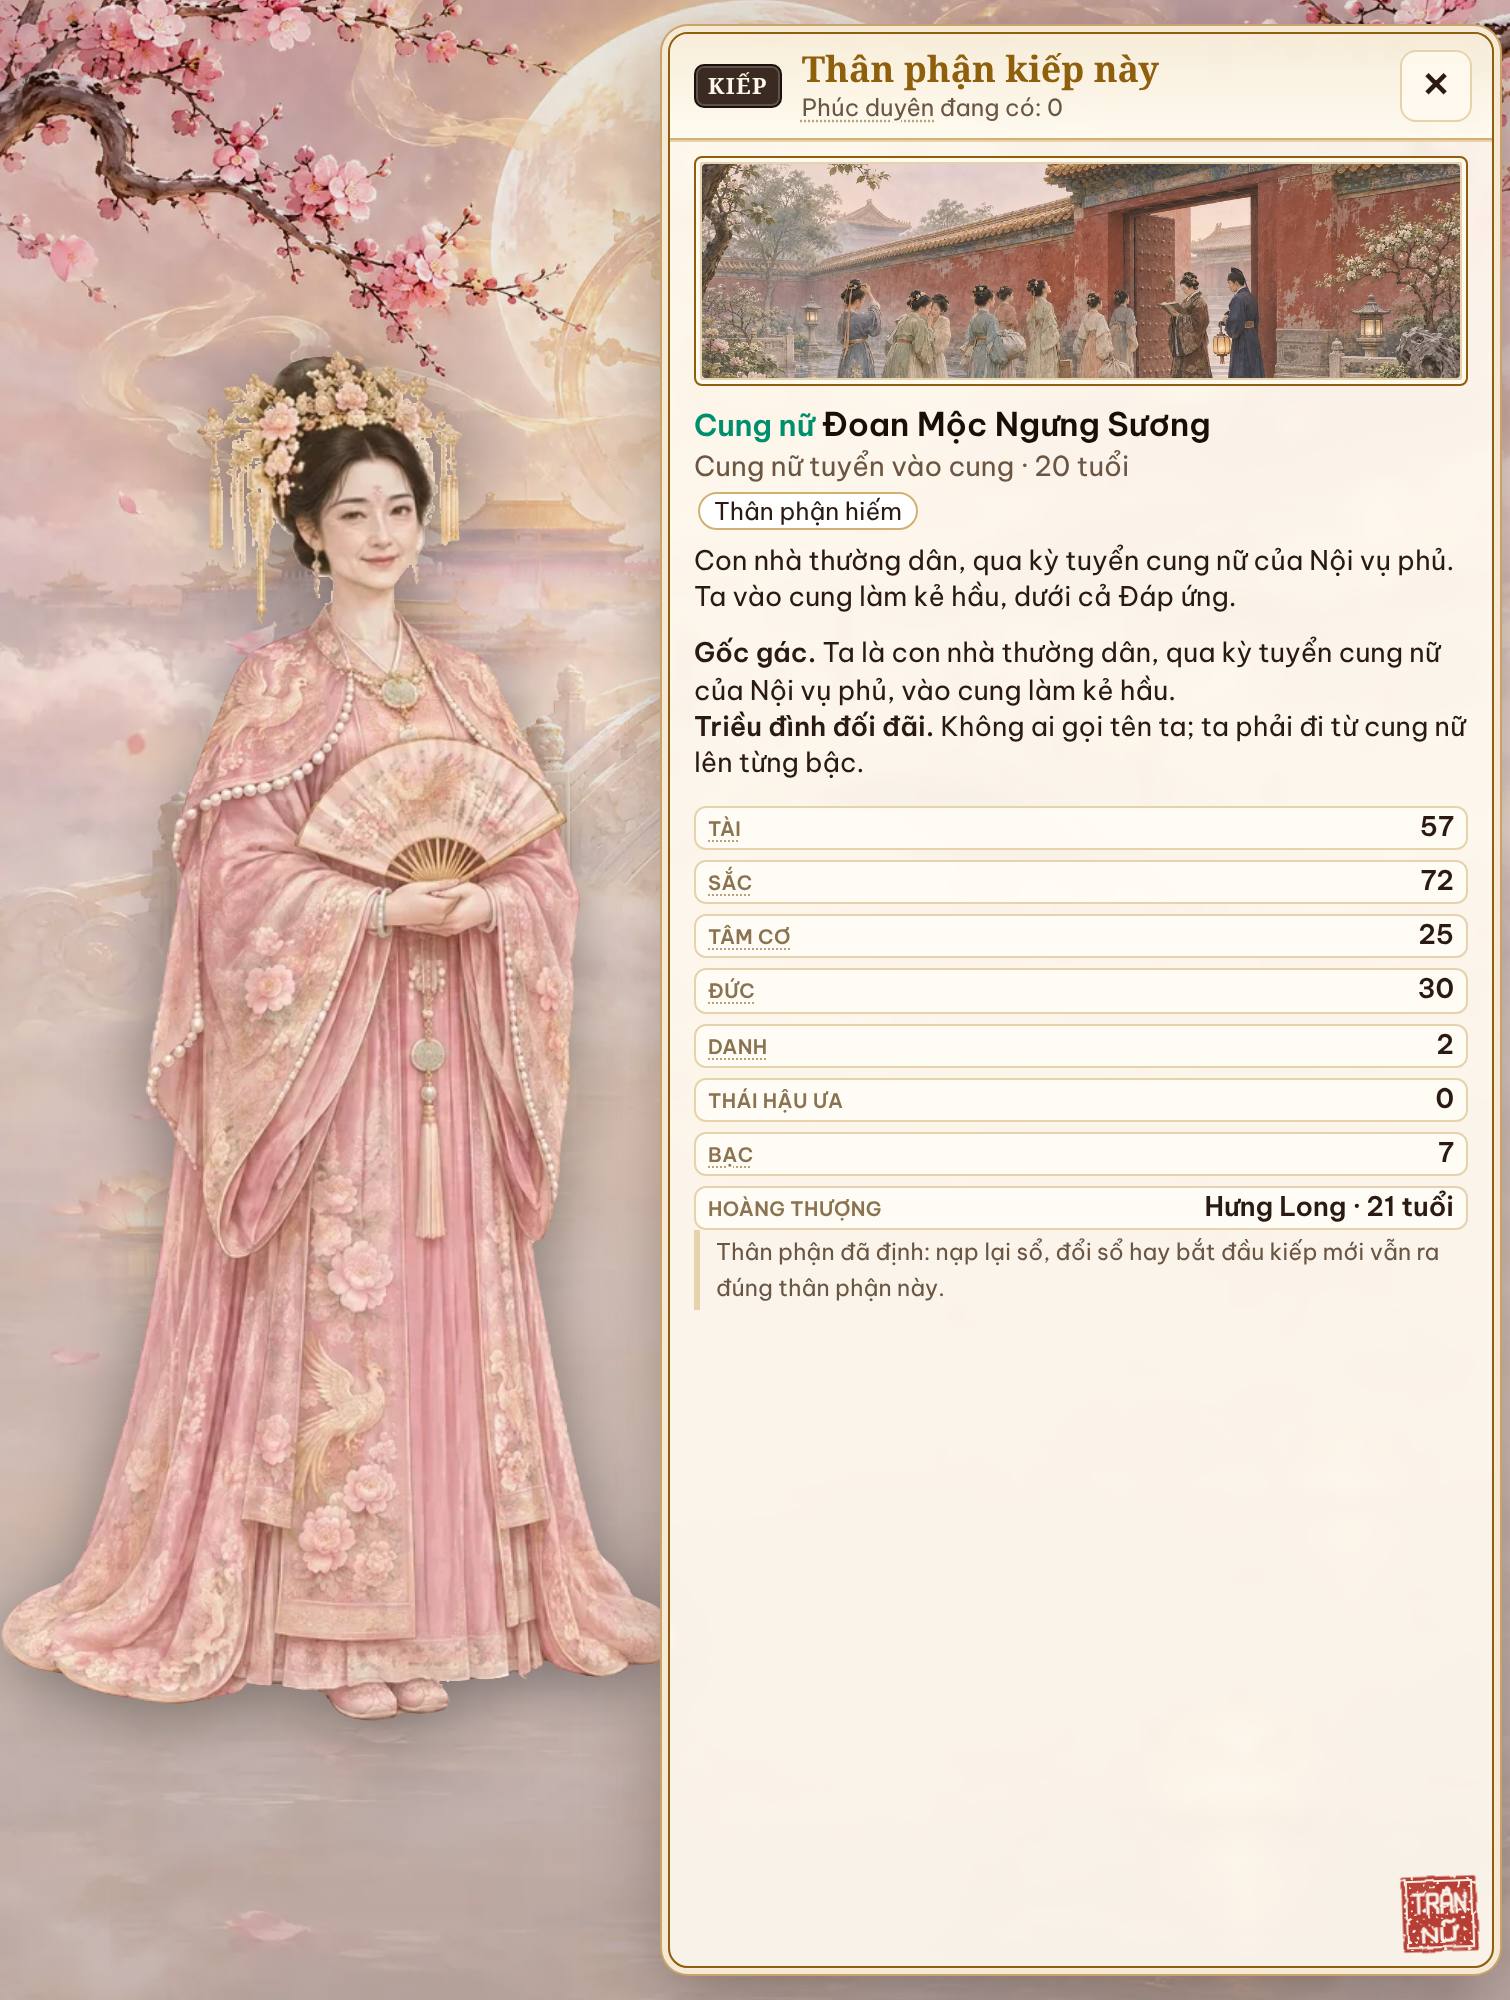 KIẾP
Thân phận kiếp này
Phúc duyên đang có: 0
✕
Cung nữ Đoan Mộc Ngưng Sương
Cung nữ tuyển vào cung · 20 tuổi
Thân phận hiếm
Con nhà thường dân, qua kỳ tuyển cung nữ của Nội vụ phủ.
Ta vào cung làm kẻ hầu, dưới cả Đáp ứng.
Gốc gác. Ta là con nhà thường dân, qua kỳ tuyển cung nữ
của Nội vụ phủ, vào cung làm kẻ hầu.
Triều đình đối đãi. Không ai gọi tên ta; ta phải đi từ cung nữ
lên từng bậc.
TÀI 57
SẮC 72
TÂM CƠ 25
ĐỨC 30
DANH 2
THÁI HẬU ƯA 0
BẠC 7
HOÀNG THƯỢNG Hưng Long · 21 tuổi
Thân phận đã định: nạp lại sổ, đổi sổ hay bắt đầu kiếp mới vẫn ra
đúng thân phận này.
TRÂN
NỮ